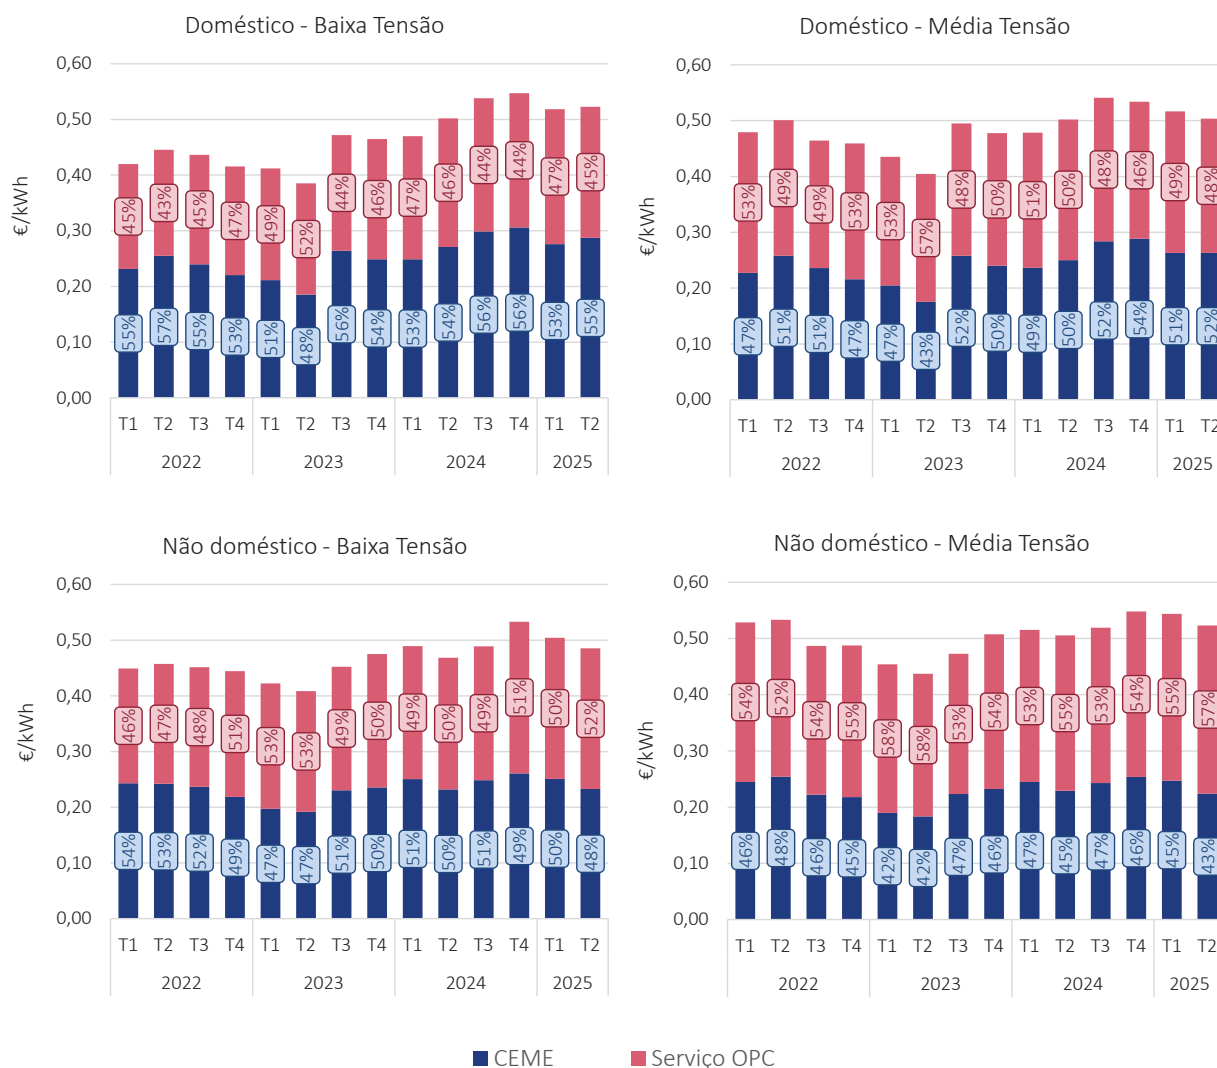 Doméstico - Baixa Tensão
€/kWh
0,60
0,50
0,40
0,30
0,20
0,10
0,00
45% 43% 45% 47% 49% 52% 44% 46% 47% 46% 44% 44% 47% 45%
55% 57% 55% 53% 51% 48% 56% 54% 53% 54% 56% 56% 53% 55%
T1 T2 T3 T4 T1 T2 T3 T4 T1 T2 T3 T4 T1 T2
2022 2023 2024 2025
Doméstico - Média Tensão
€/kWh
0,60
0,50
0,40
0,30
0,20
0,10
0,00
53% 49% 49% 53% 53% 57% 48% 50% 51% 50% 48% 46% 49% 48%
47% 51% 51% 47% 47% 43% 52% 50% 49% 50% 52% 54% 51% 52%
T1 T2 T3 T4 T1 T2 T3 T4 T1 T2 T3 T4 T1 T2
2022 2023 2024 2025
Não doméstico - Baixa Tensão
€/kWh
0,60
0,50
0,40
0,30
0,20
0,10
0,00
46% 47% 48% 51% 53% 53% 49% 50% 49% 50% 49% 51% 50% 52%
54% 53% 52% 49% 47% 47% 51% 50% 51% 50% 51% 49% 50% 48%
T1 T2 T3 T4 T1 T2 T3 T4 T1 T2 T3 T4 T1 T2
2022 2023 2024 2025
Não doméstico - Média Tensão
€/kWh
0,60
0,50
0,40
0,30
0,20
0,10
0,00
54% 52% 54% 55% 58% 58% 53% 54% 53% 55% 53% 54% 55% 57%
46% 48% 46% 45% 42% 42% 47% 46% 47% 45% 47% 46% 45% 43%
T1 T2 T3 T4 T1 T2 T3 T4 T1 T2 T3 T4 T1 T2
2022 2023 2024 2025
CEME Serviço OPC